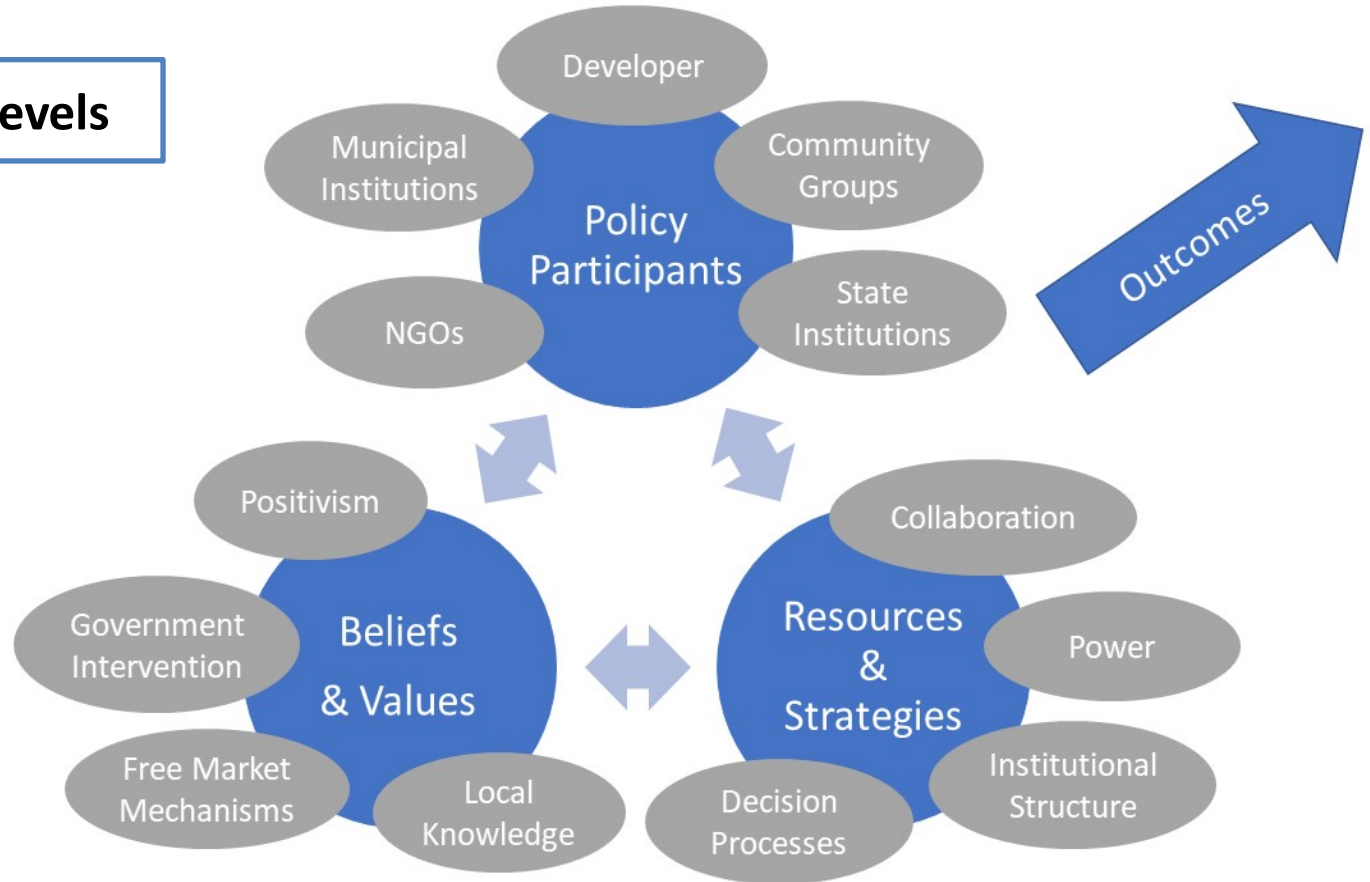 evels
Developer
Municipal
Institutions
Community
Groups
Policy
Participants
NGOs
State
Institutions
Outcomes
Positivism
Government
Intervention
Beliefs
& Values
Free Market
Mechanisms
Local
Knowledge
Collaboration
Resources
&
Strategies
Power
Institutional
Structure
Decision
Processes